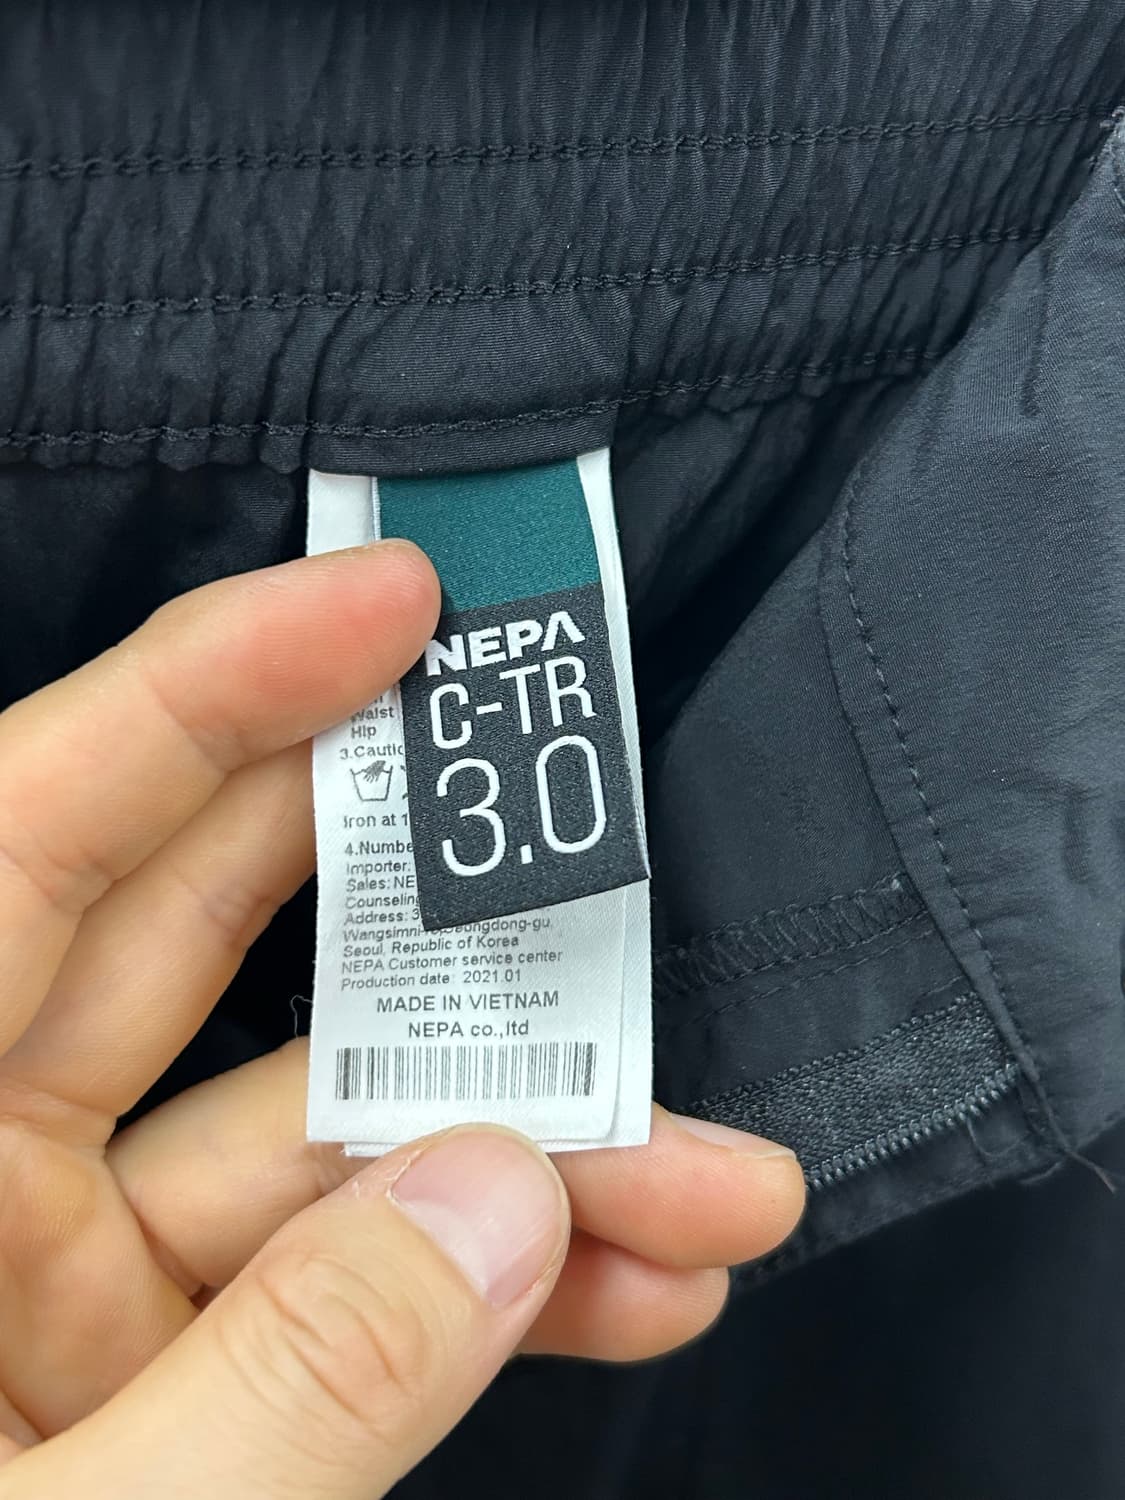 NEPA
C-TR
3.0
Waist
Hip
3.Cautio
Iron at 1
4.Numbe
Importer:
Sales: NE
Counseling
Address: 3
Wangsimni-ro,Seongdong-gu,
Seoul, Republic of Korea
NEPA Customer service center
Production date: 2021.01
MADE IN VIETNAM
NEPA co.,ltd